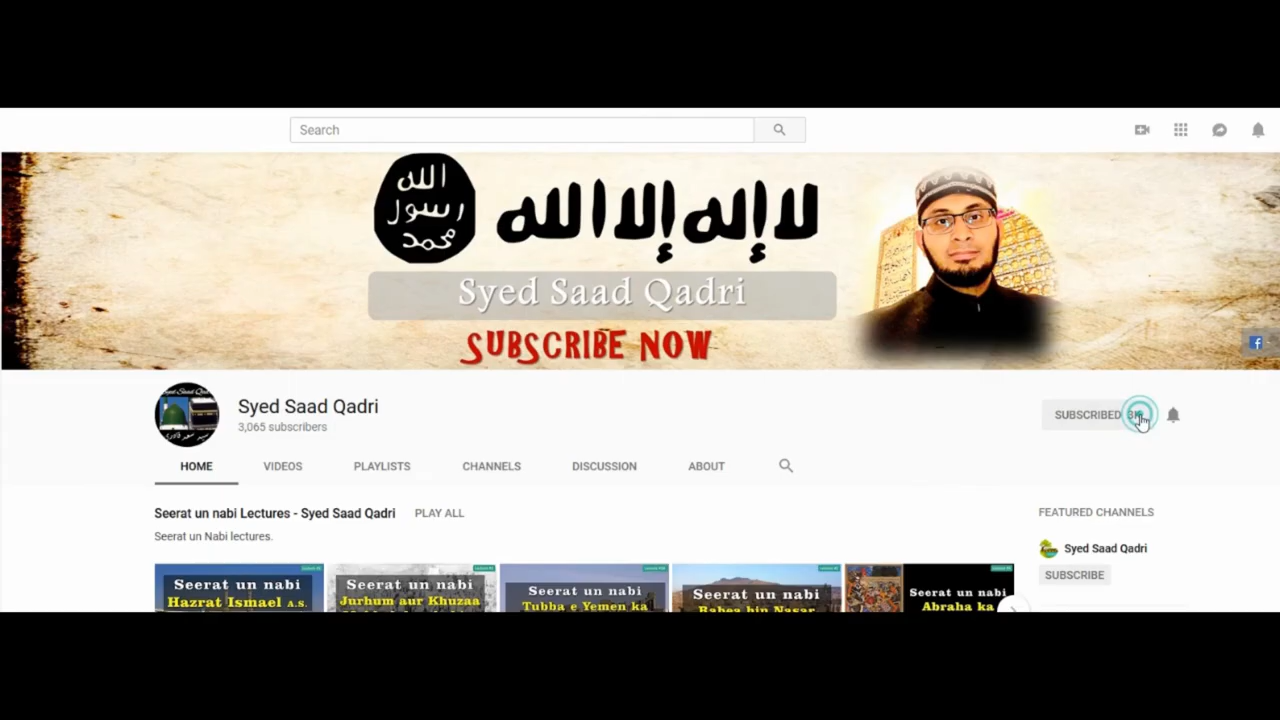 Search
الله
رسول
محمد
لا إله إلا الله
Syed Saad Qadri
SUBSCRIBE NOW
Syed Saad Qadri
3,065 subscribers
SUBSCRIBED
HOME VIDEOS PLAYLISTS CHANNELS DISCUSSION ABOUT
Seerat un nabi Lectures - Syed Saad Qadri PLAY ALL
Seerat un Nabi lectures.
FEATURED CHANNELS
Syed Saad Qadri
SUBSCRIBE
Seerat un nabi
Hazrat Ismael A.S.
Seerat un nabi
Jurhum aur Khuzaa
Seerat un nabi
Tubba e Yemen ka
Seerat un nabi
Rabea bin Nasar
Seerat un nabi
Abraha ka